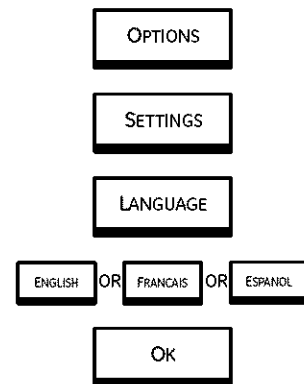 OPTIONS
SETTINGS
LANGUAGE
ENGLISH OR FRANCAIS OR ESPANOL
OK